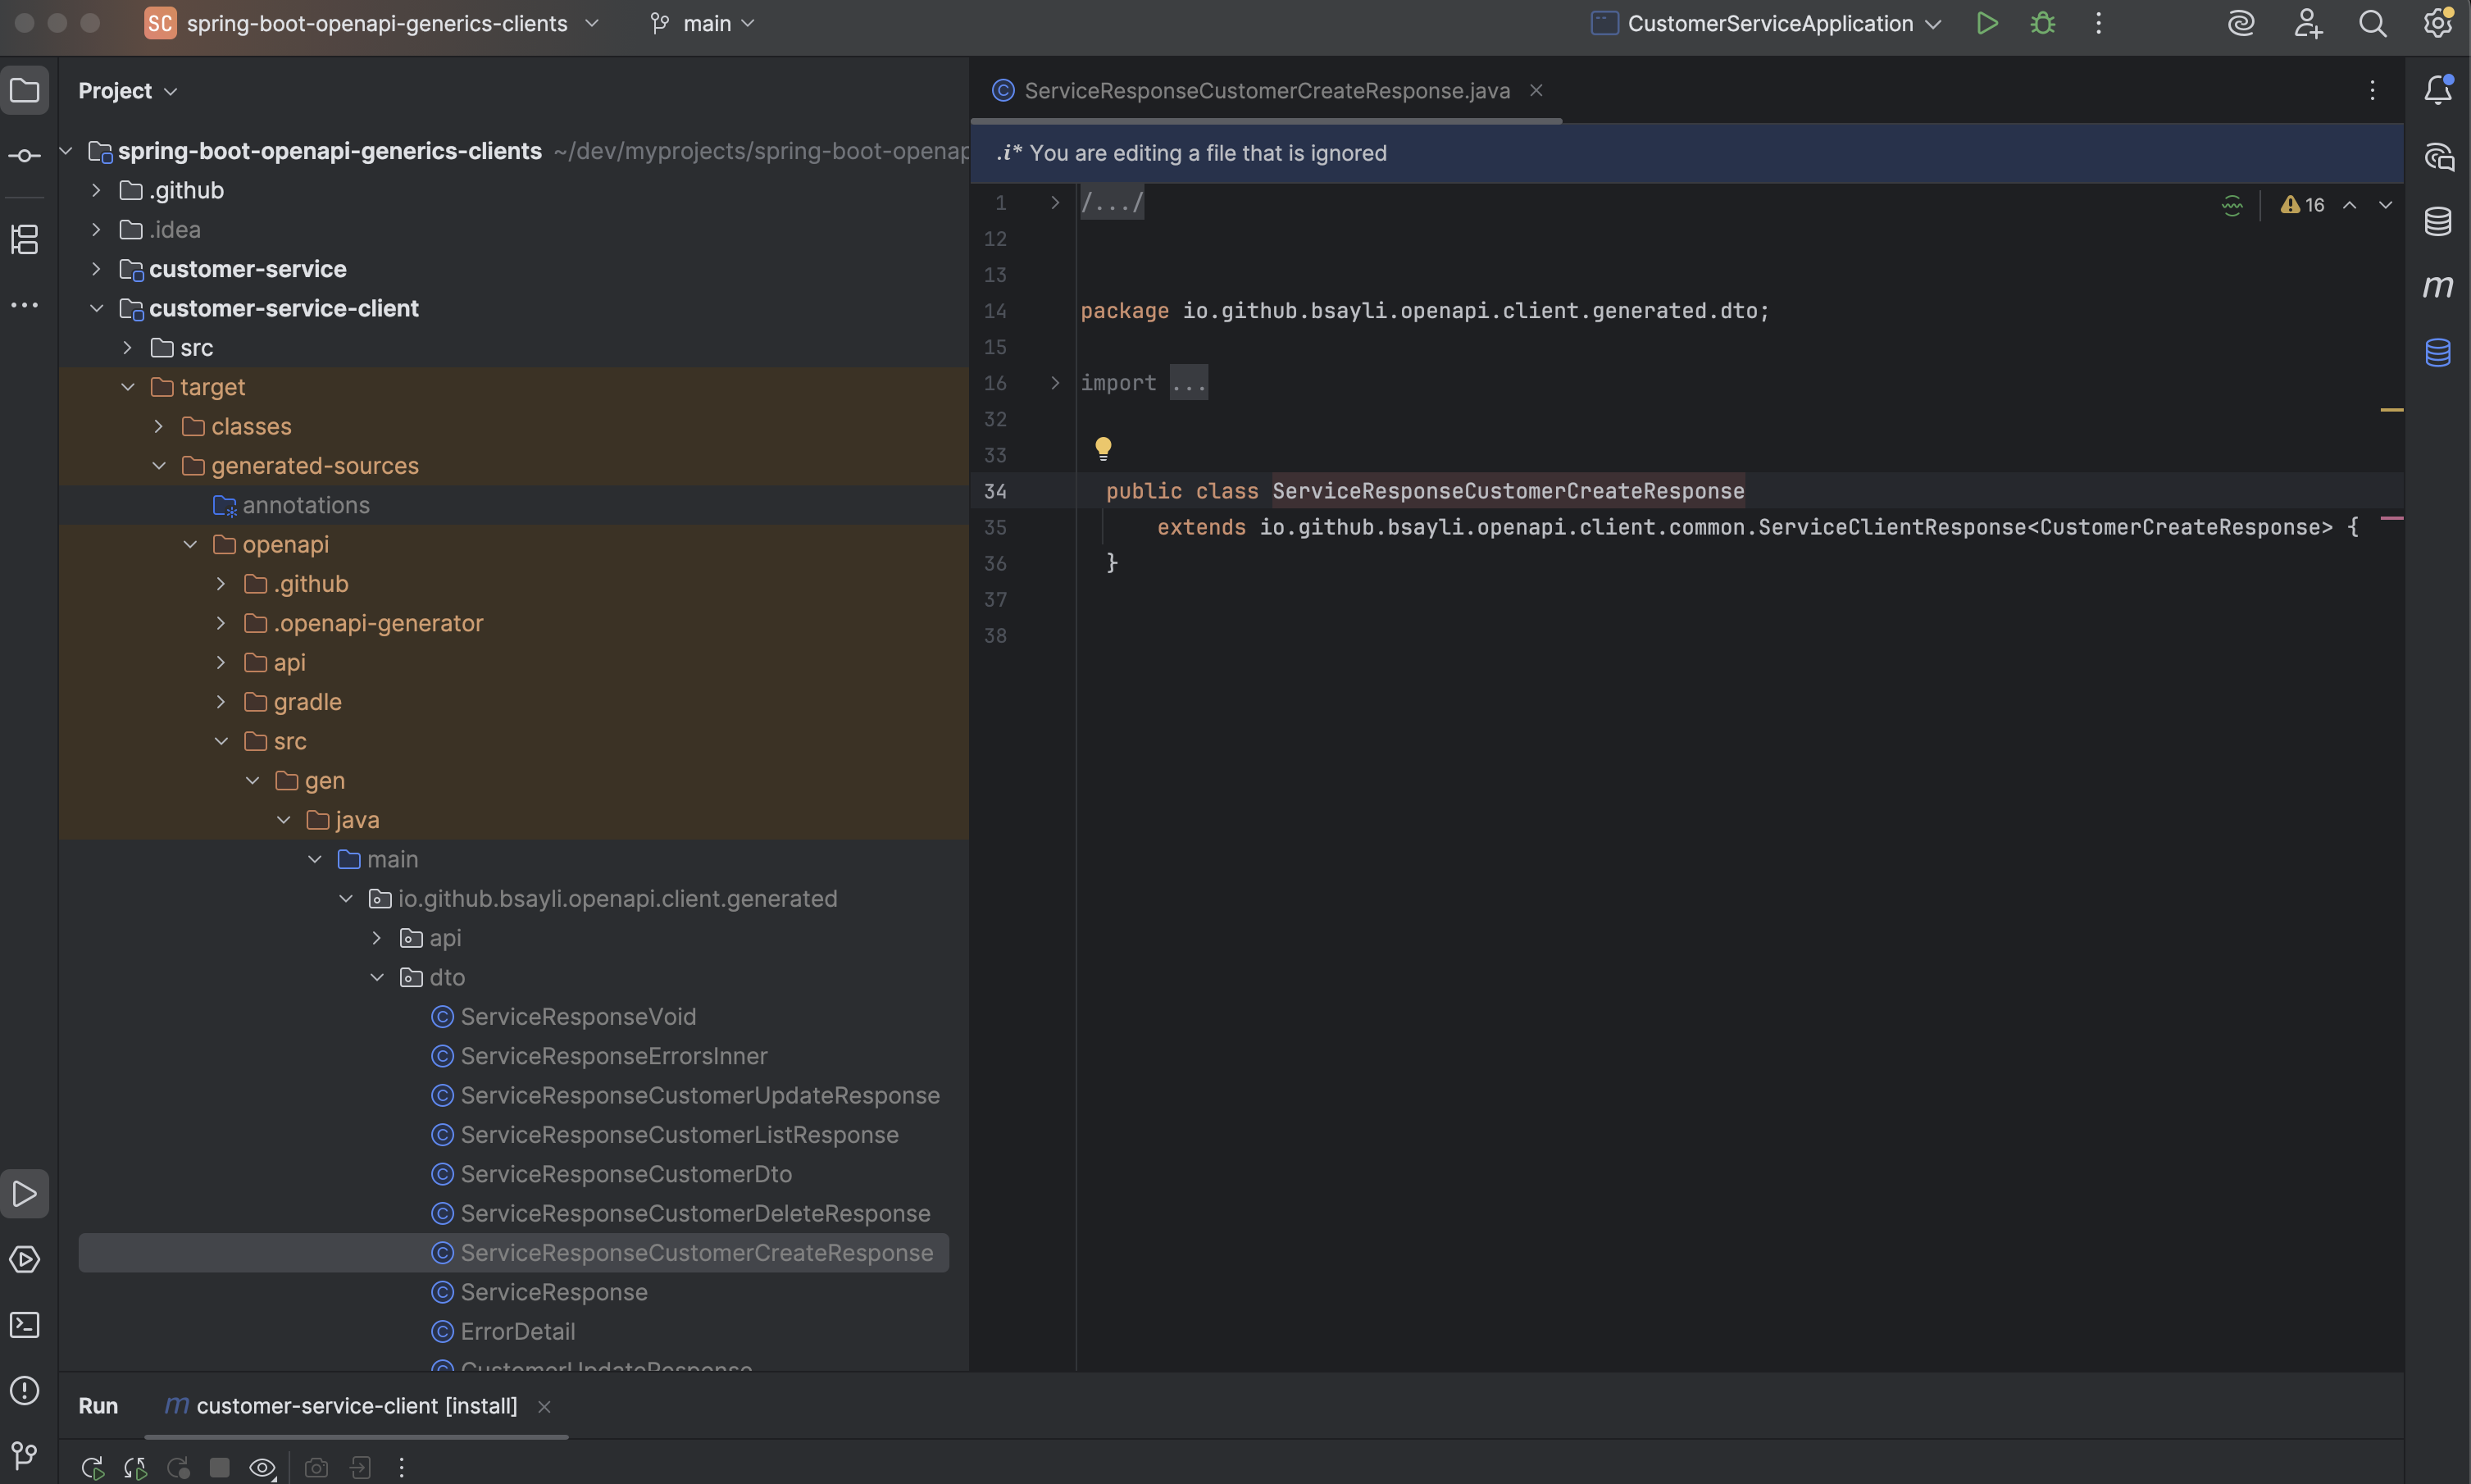 SC spring-boot-openapi-generics-clients main CustomerServiceApplication
Project
ServiceResponseCustomerCreateResponse.java
spring-boot-openapi-generics-clients ~/dev/myprojects/spring-boot-openap
.github
.idea
customer-service
customer-service-client
src
target
classes
generated-sources
annotations
openapi
.github
.openapi-generator
api
gradle
src
gen
java
main
io.github.bsayli.openapi.client.generated
api
dto
ServiceResponseVoid
ServiceResponseErrorsInner
ServiceResponseCustomerUpdateResponse
ServiceResponseCustomerListResponse
ServiceResponseCustomerDto
ServiceResponseCustomerDeleteResponse
ServiceResponseCustomerCreateResponse
ServiceResponse
ErrorDetail
CustomerUpdateResponse
.i* You are editing a file that is ignored
16
1 /.../
12
13
14 package io.github.bsayli.openapi.client.generated.dto;
15
16 import ...
32
33
34 public class ServiceResponseCustomerCreateResponse
35 extends io.github.bsayli.openapi.client.common.ServiceClientResponse<CustomerCreateResponse> {
36 }
37
38
m
Run m customer-service-client [install]